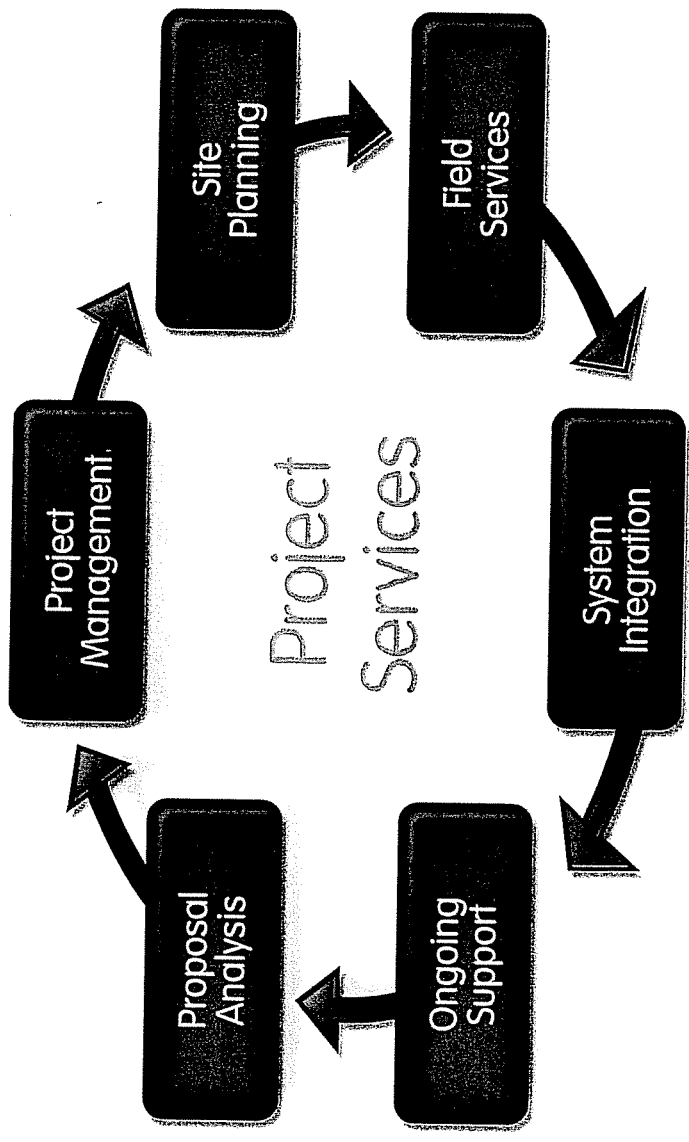 Project
Management
Site
Planning
Field
Services
System
Integration
Ongoing
Support
Proposal
Analysis
Project
Services